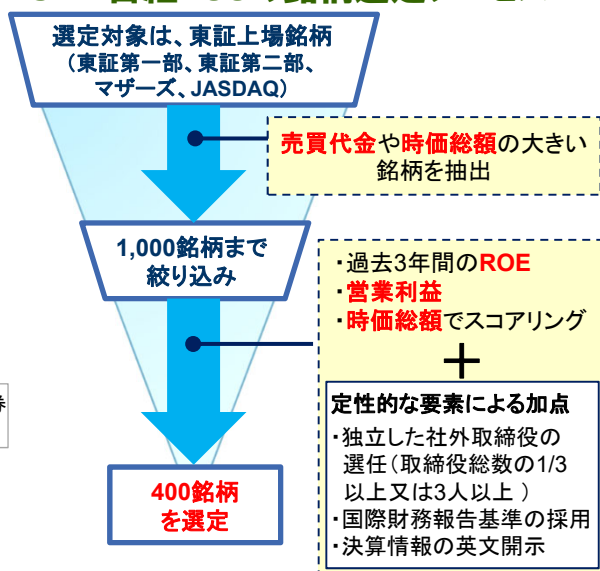 選定対象は、東証上場銘柄
(東証第一部、東証第二部、
マザーズ、JASDAQ)
売買代金や時価総額の大きい
銘柄を抽出
1,000銘柄まで
絞り込み
・過去3年間のROE
・営業利益
・時価総額でスコアリング
＋
定性的な要素による加点
・独立した社外取締役の
選任(取締役総数の1/3
以上又は3人以上 )
・国際財務報告基準の採用
・決算情報の英文開示
400銘柄
を選定